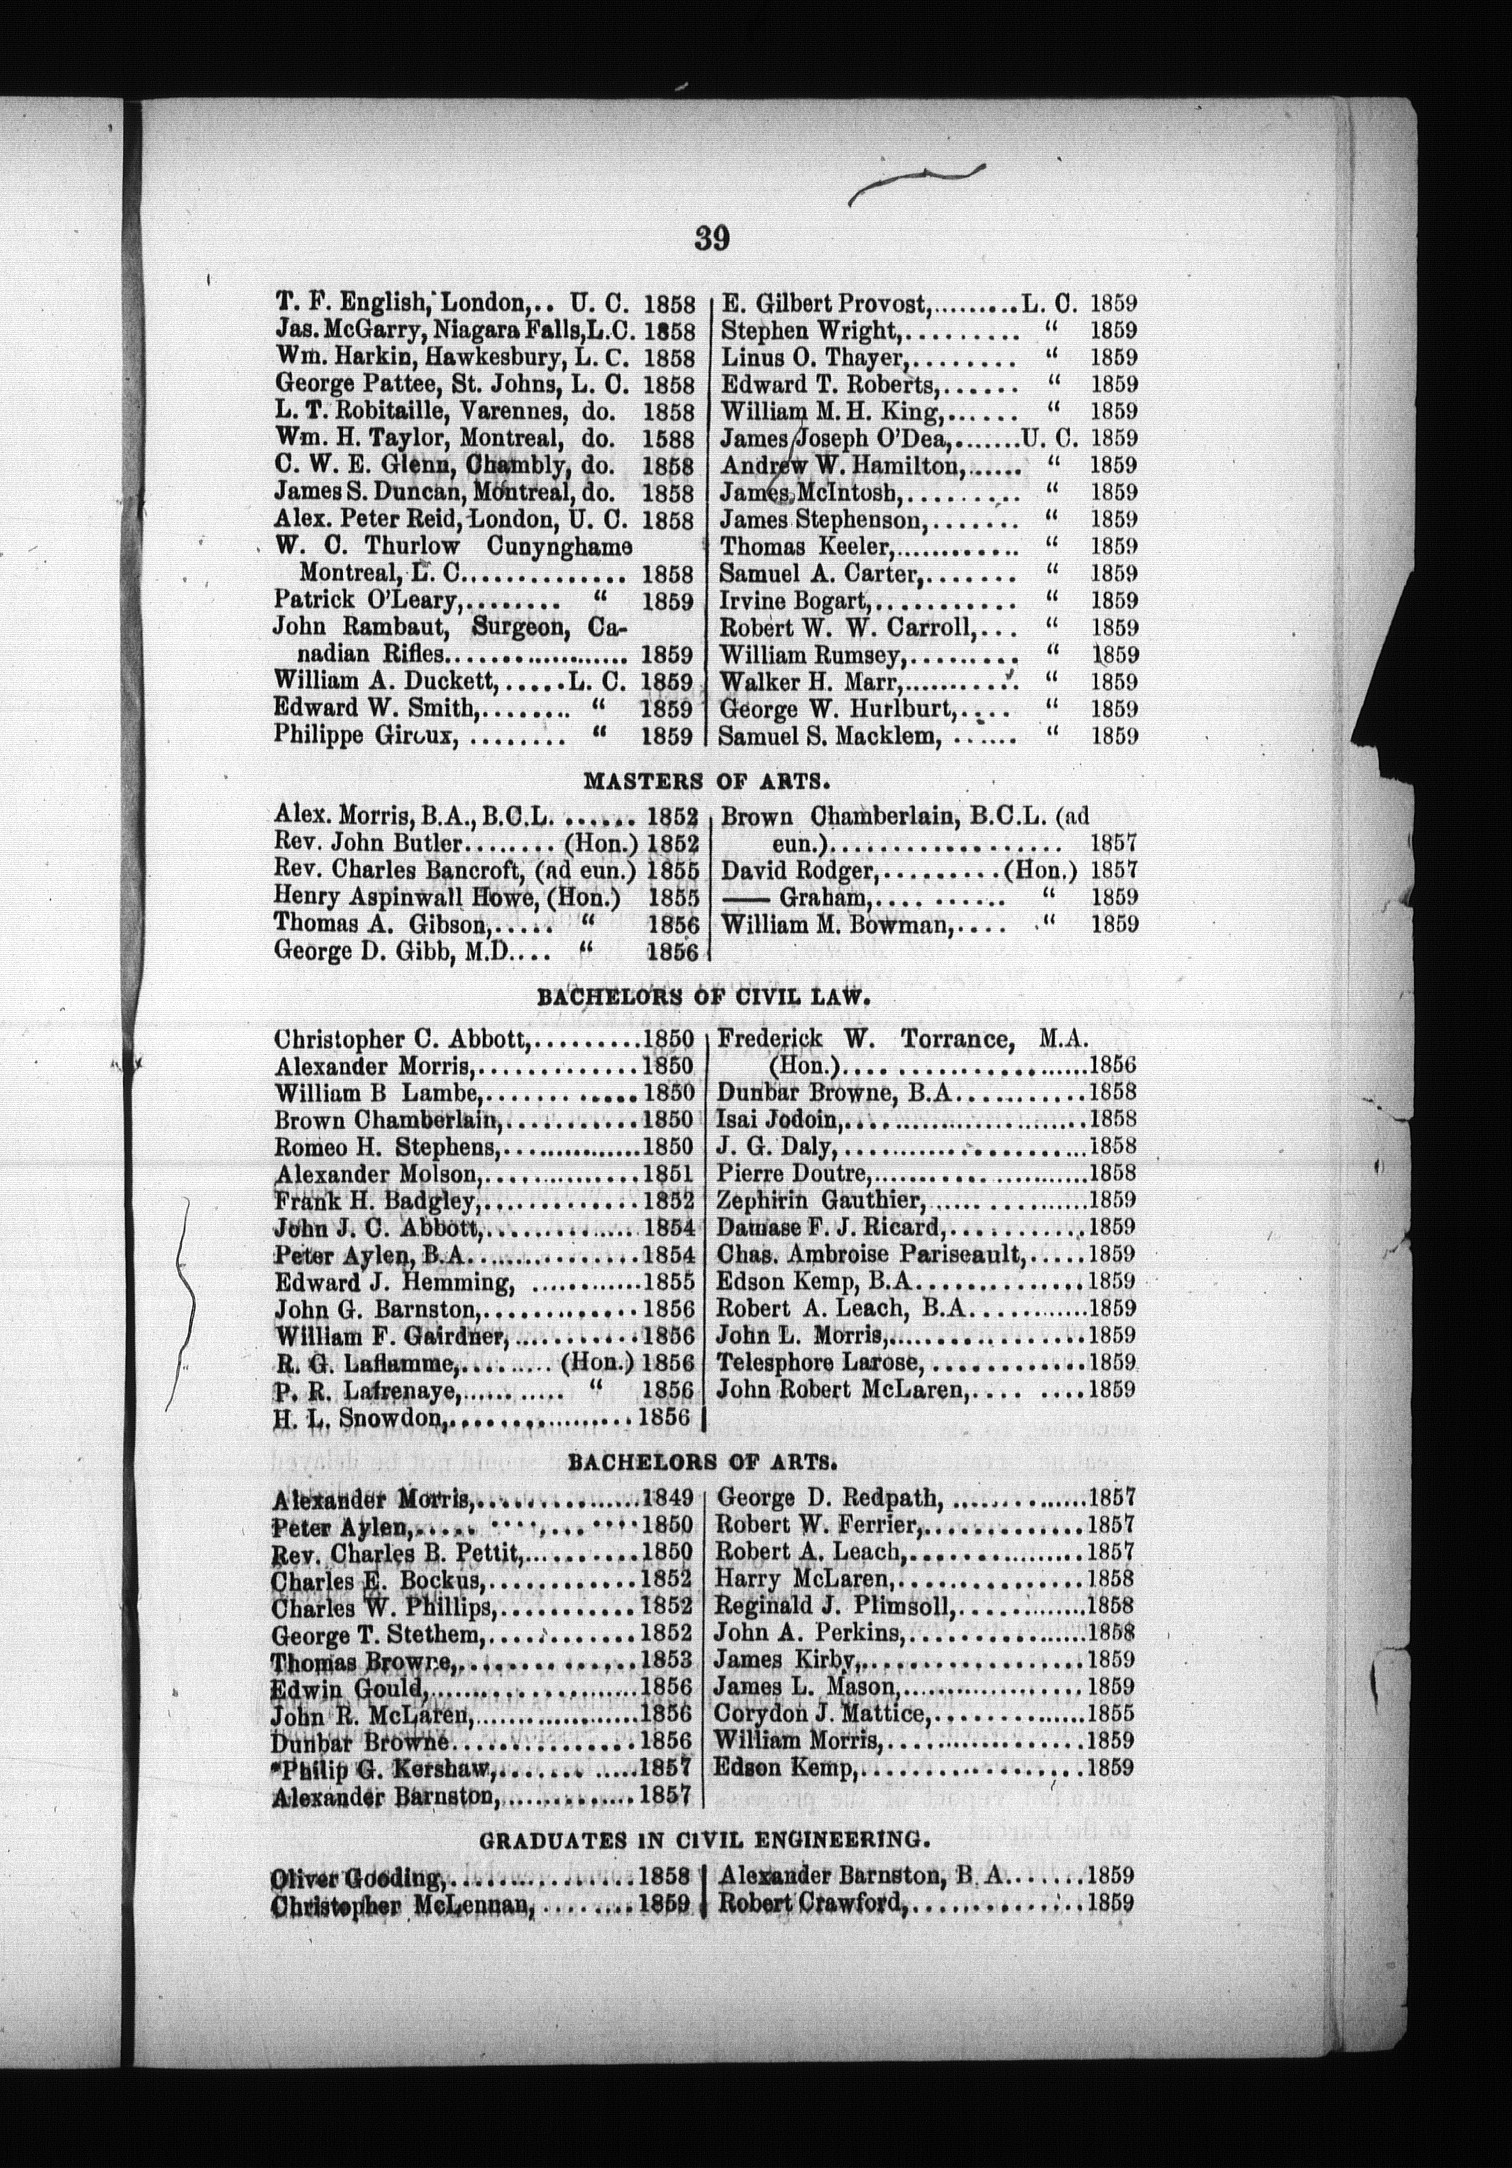 39
T. F. English, London,.. U. C. 1858
Jas. McGarry, Niagara Falls, L.C. 1858
Wm. Harkin, Hawkesbury, L. C. 1858
George Pattee, St. Johns, L. C. 1858
L. T. Robitaille, Varennes, do. 1858
Wm. H. Taylor, Montreal, do. 1588
C. W. E. Glenn, Chambly, do. 1858
James S. Duncan, Montreal, do. 1858
Alex. Peter Reid, London, U. C. 1858
W. C. Thurlow Cunynghame
Montreal, L. C.............. 1858
Patrick O'Leary,........ " 1859
John Rambaut, Surgeon, Ca-
nadian Rifles.................. 1859
William A. Duckett,.....L. C. 1859
Edward W. Smith,........ " 1859
Philippe Giroux, ........ " 1859
E. Gilbert Provost,.........L. C. 1859
Stephen Wright,.......... " 1859
Linus O. Thayer,......... " 1859
Edward T. Roberts,...... " 1859
William M. H. King,...... " 1859
James Joseph O'Dea,.......U. C. 1859
Andrew W. Hamilton,...... " 1859
James McIntosh,.......... " 1859
James Stephenson,....... " 1859
Thomas Keeler,............ " 1859
Samuel A. Carter,....... " 1859
Irvine Bogart,........... " 1859
Robert W. W. Carroll,... " 1859
William Rumsey,......... " 1859
Walker H. Marr,.......... " 1859
George W. Hurlburt,.... " 1859
Samuel S. Macklem, ...... " 1859
MASTERS OF ARTS.
Alex. Morris, B.A., B.C.L. ...... 1852
Rev. John Butler........ (Hon.) 1852
Rev. Charles Bancroft, (ad eun.) 1855
Henry Aspinwall Howe, (Hon.) 1855
Thomas A. Gibson,..... " 1856
George D. Gibb, M.D.... " 1856
Brown Chamberlain, B.C.L. (ad
eun.)................... 1857
David Rodger,.........(Hon.) 1857
—— Graham,.... ...... " 1859
William M. Bowman,.... " 1859
BACHELORS OF CIVIL LAW.
Christopher C. Abbott,.........1850
Alexander Morris,.............1850
William B Lambe,.............1850
Brown Chamberlain,...........1850
Romeo H. Stephens,...............1850
Alexander Molson,..............1851
Frank H. Badgley,.............1852
John J. C. Abbott,..............1854
Peter Aylen, B.A...............1854
Edward J. Hemming, ............1855
John G. Barnston,.............1856
William F. Gairdner,...........1856
R. G. Laflamme,.........(Hon.) 1856
P. R. Lafrenaye,........... " 1856
H. L. Snowdon,.................1856
Frederick W. Torrance, M.A.
(Hon.).... ...................1856
Dunbar Browne, B.A...........1858
Isai Jodoin,........................1858
J. G. Daly,........................1858
Pierre Doutre,......................1858
Zephirin Gauthier,...............1859
Damase F. J. Ricard,............1859
Chas. Ambroise Pariseault,.....1859
Edson Kemp, B.A..............1859
Robert A. Leach, B.A...........1859
John L. Morris,..................1859
Telesphore Larose, .............1859
John Robert McLaren,.... ....1859
BACHELORS OF ARTS.
Alexander Morris,...............1849
Peter Aylen,..... ....,... ....1850
Rev. Charles B. Pettit,..........1850
Charles E. Bockus,............1852
Charles W. Phillips,...........1852
George T. Stethem,............1852
Thomas Browne,................1853
Edwin Gould,....................1856
John R. McLaren,................1856
Dunbar Browne................1856
*Philip G. Kershaw,....... .....1857
Alexander Barnston,............1857
George D. Redpath, ............1857
Robert W. Ferrier,.............1857
Robert A. Leach,................1857
Harry McLaren,...............1858
Reginald J. Plimsoll,............1858
John A. Perkins,................1858
James Kirby,...................1859
James L. Mason,.................1859
Corydon J. Mattice,..............1855
William Morris,.................1859
Edson Kemp,....................1859
GRADUATES IN CIVIL ENGINEERING.
Oliver Gooding,.................1858
Christopher McLennan,.........1859
Alexander Barnston, B. A.......1859
Robert Crawford,...............1859